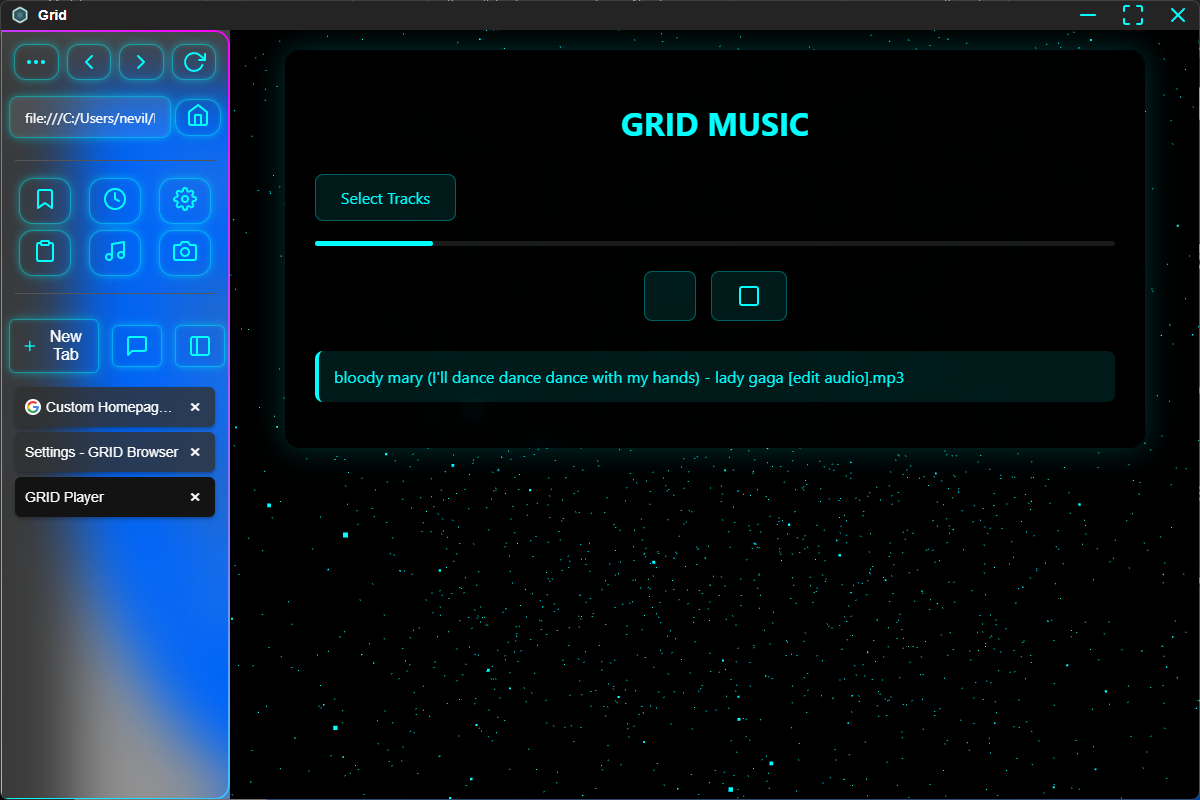 Grid
file:///C:/Users/nevil/
New
Tab
Custom Homepag...
Settings - GRID Browser
GRID Player
GRID MUSIC
Select Tracks
bloody mary (I'll dance dance dance with my hands) - lady gaga [edit audio].mp3